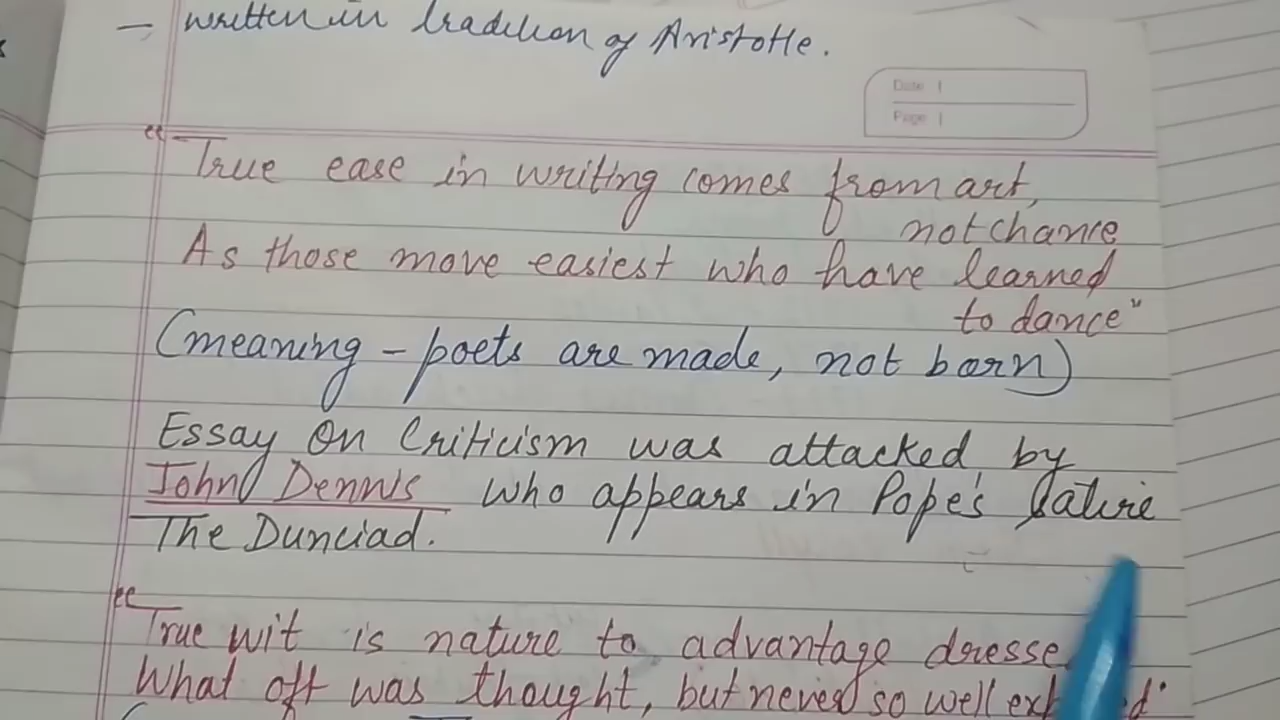 – written in tradition of Aristotle.
Date
Page
"True ease in writing comes from art,
not chance
As those move easiest who have learned
to dance"
(meaning – poets are made, not born)
Essay On Criticism was attacked by
John Dennis who appears in Pope's Satire
The Dunciad.
"True wit is nature to advantage
What oft was thought, but never so well